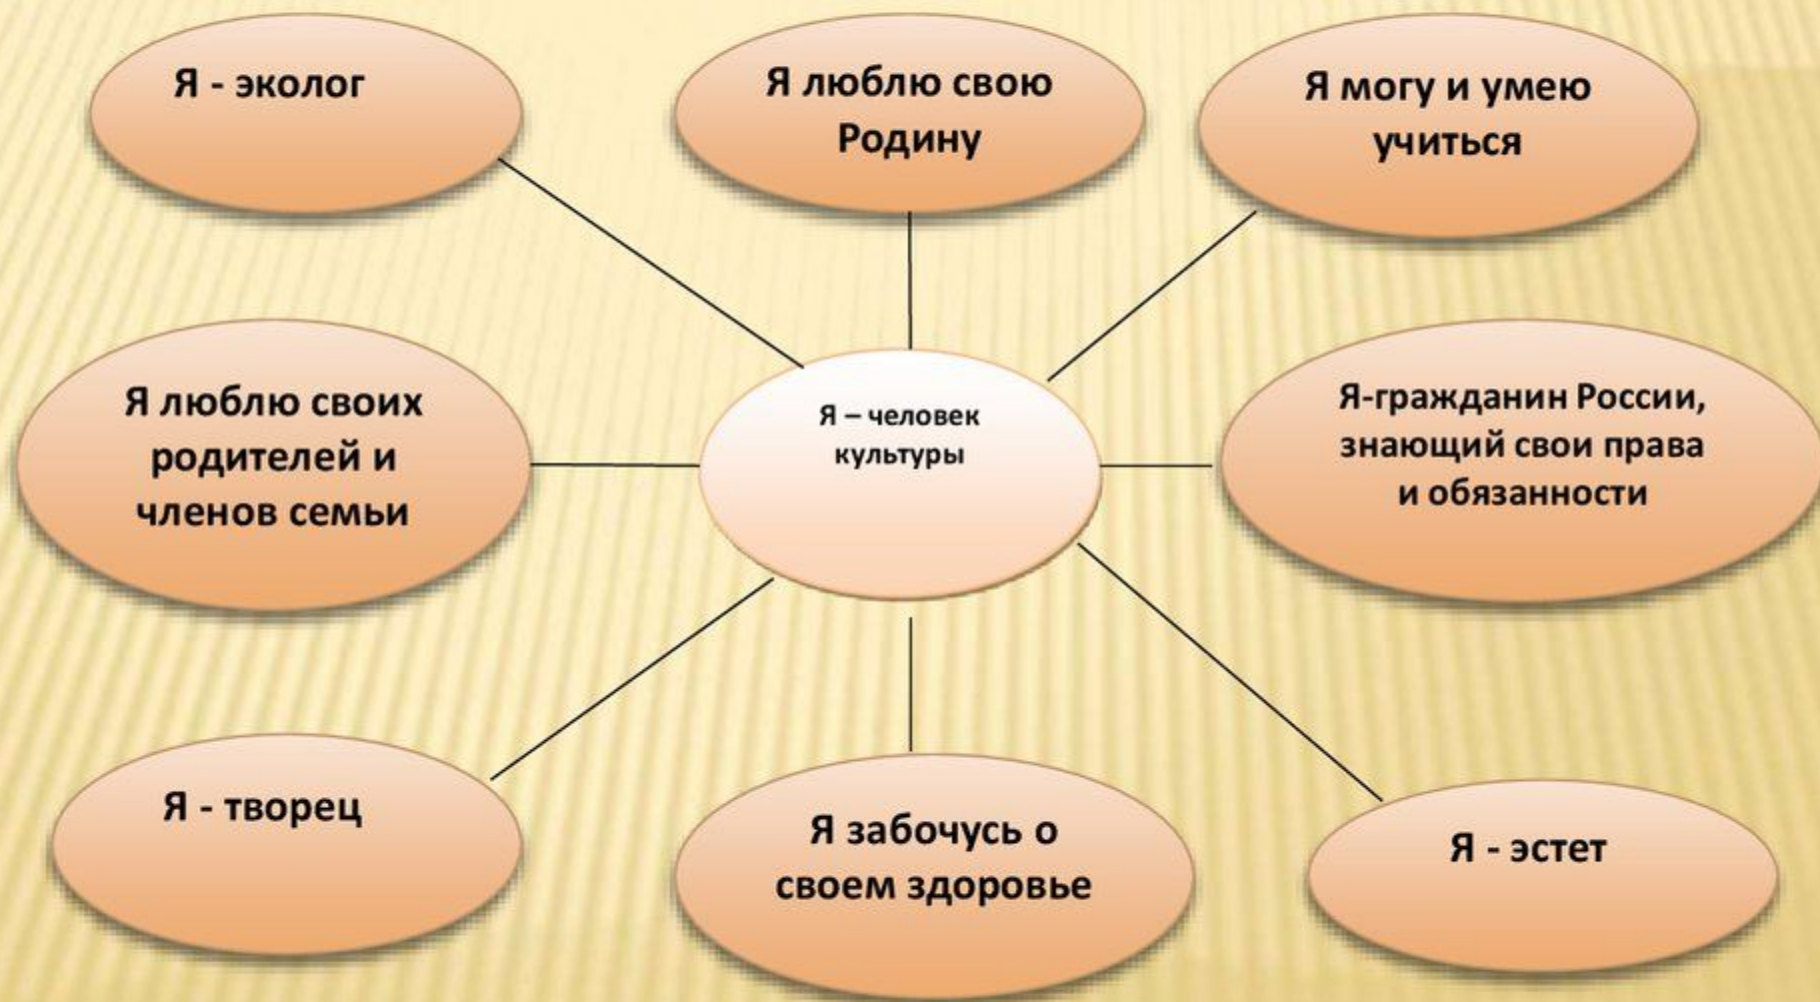 Я - эколог
Я люблю свою
Родину
Я могу и умею
учиться
Я люблю своих
родителей и
членов семьи
Я – человек
культуры
Я-гражданин России,
знающий свои права
и обязанности
Я - творец
Я забочусь о
своем здоровье
Я - эстет